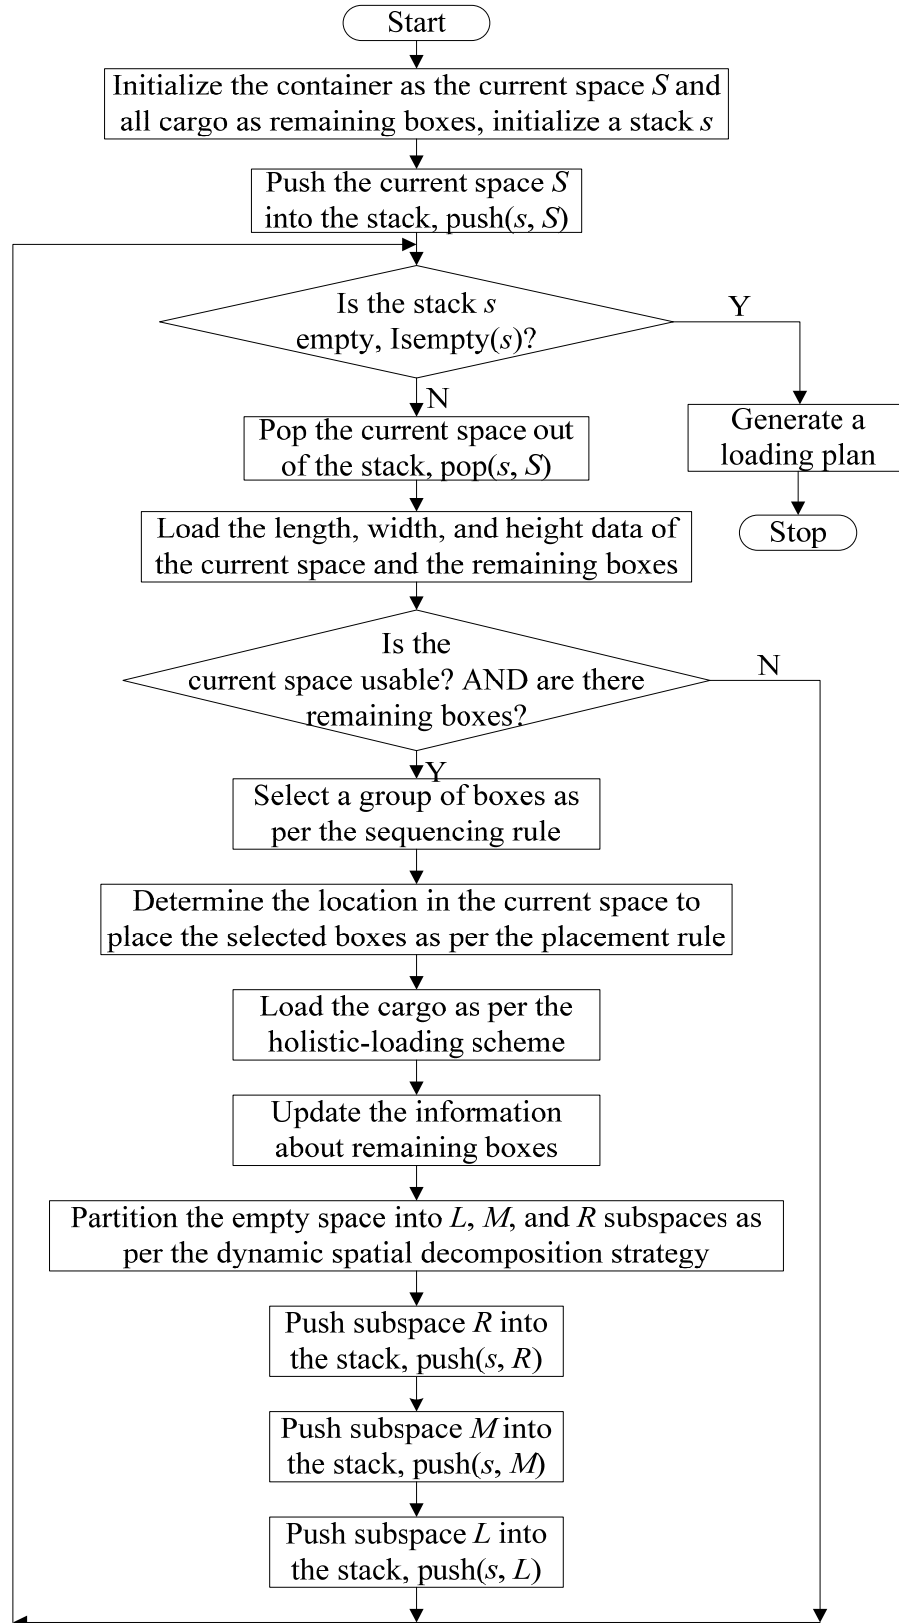 Start
Initialize the container as the current space S and
all cargo as remaining boxes, initialize a stack s
Push the current space S
into the stack, push(s, S)
Is the stack s
empty, Isempty(s)?
Y
N
Pop the current space out
of the stack, pop(s, S)
Generate a
loading plan
Stop
Load the length, width, and height data of
the current space and the remaining boxes
Is the
current space usable? AND are there
remaining boxes?
N
Y
Select a group of boxes as
per the sequencing rule
Determine the location in the current space to
place the selected boxes as per the placement rule
Load the cargo as per the
holistic-loading scheme
Update the information
about remaining boxes
Partition the empty space into L, M, and R subspaces as
per the dynamic spatial decomposition strategy
Push subspace R into
the stack, push(s, R)
Push subspace M into
the stack, push(s, M)
Push subspace L into
the stack, push(s, L)